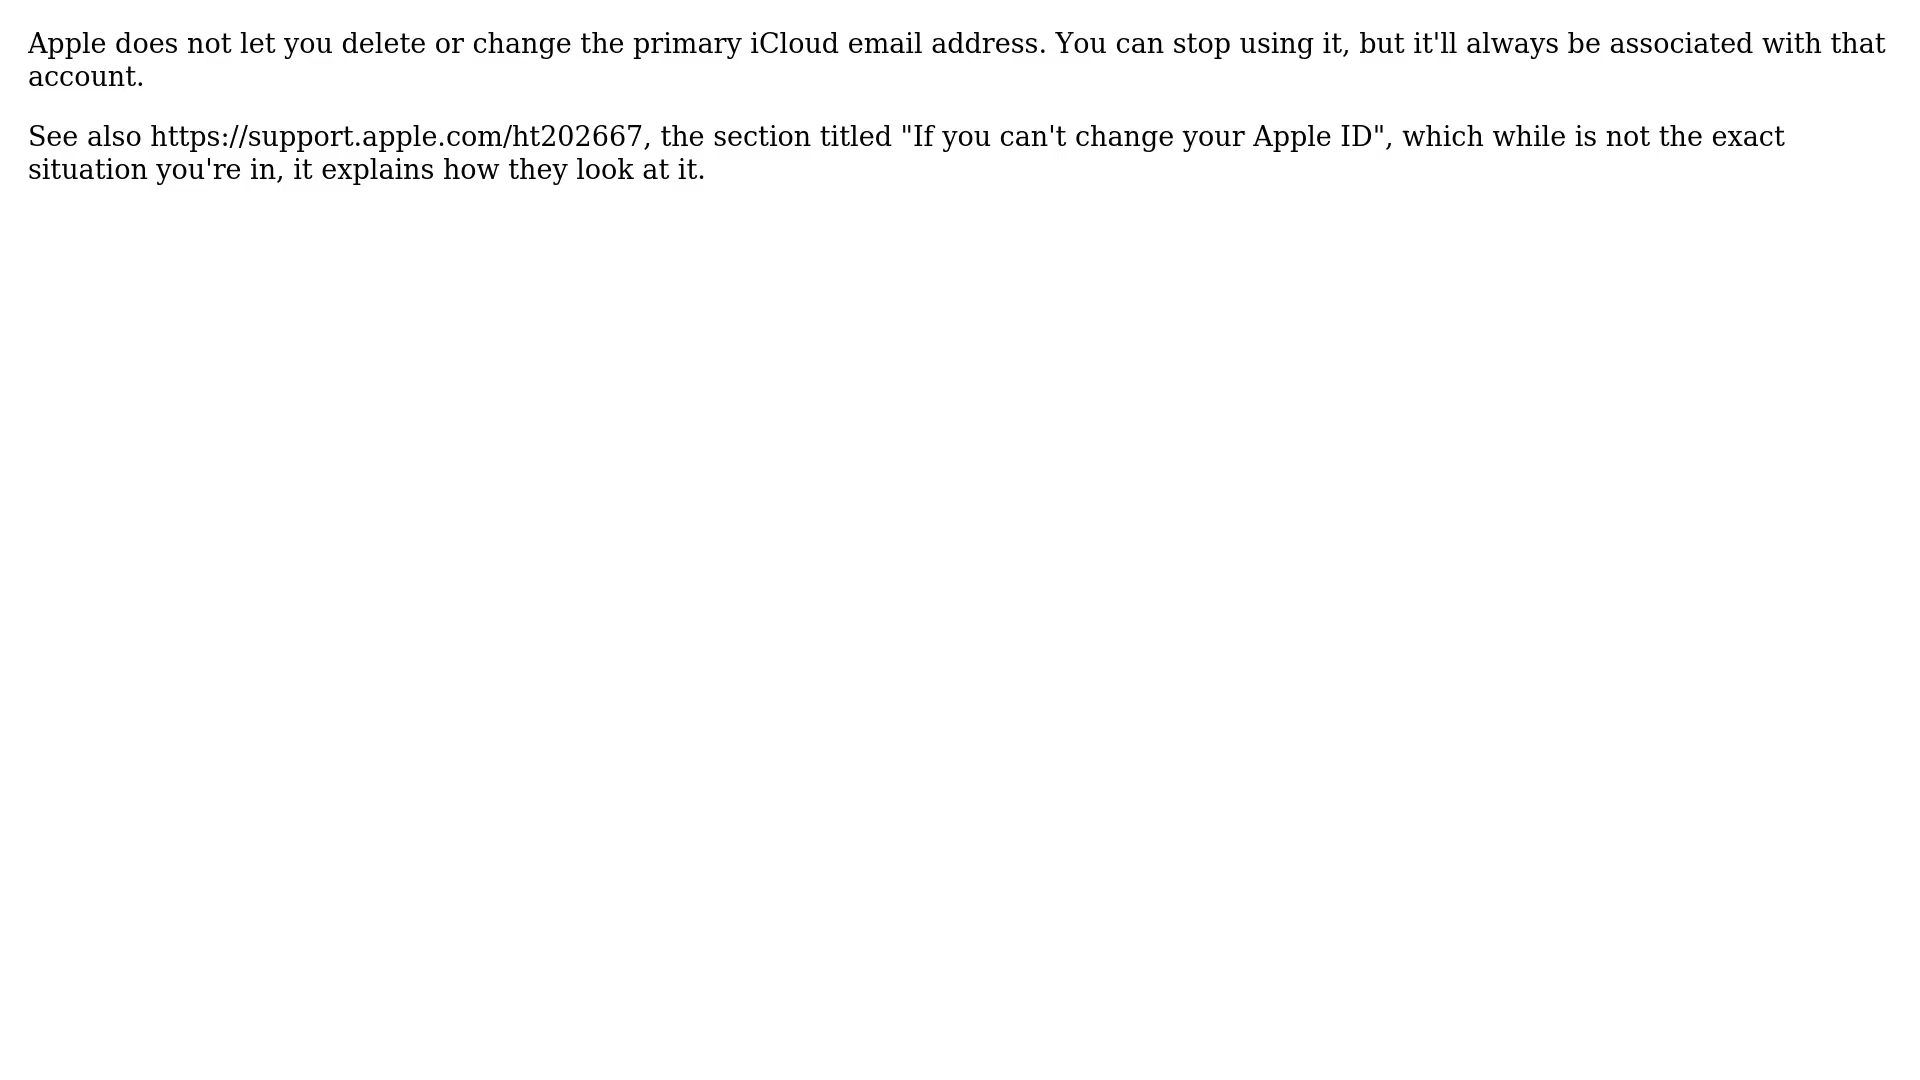 Apple does not let you delete or change the primary iCloud email address. You can stop using it, but it'll always be associated with that
account.
See also https://support.apple.com/ht202667, the section titled "If you can't change your Apple ID", which while is not the exact
situation you're in, it explains how they look at it.